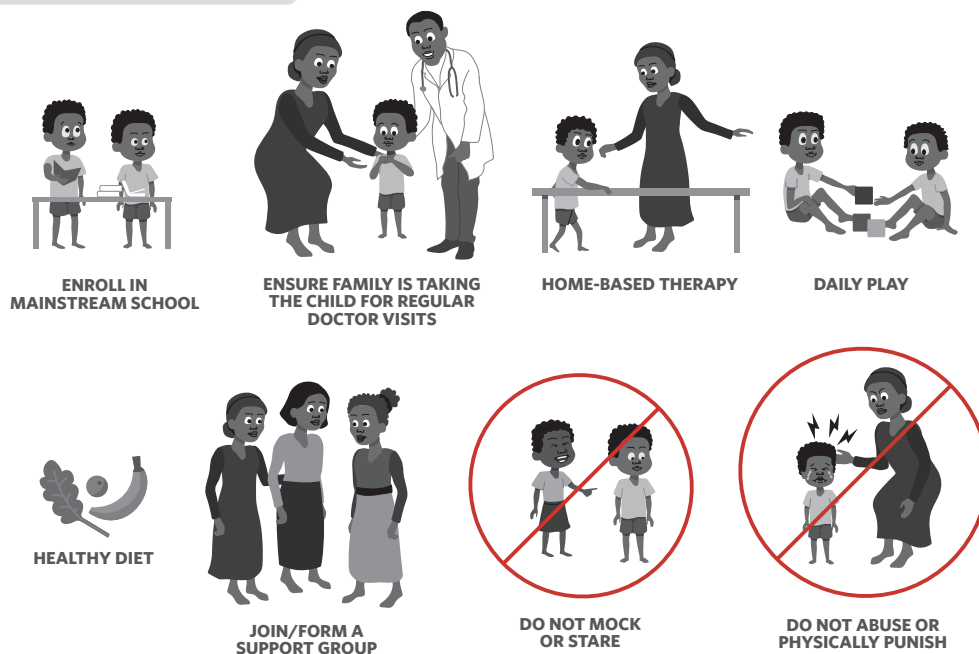 ENROLL IN
MAINSTREAM SCHOOL
ENSURE FAMILY IS TAKING
THE CHILD FOR REGULAR
DOCTOR VISITS
HOME-BASED THERAPY
DAILY PLAY
HEALTHY DIET
JOIN/FORM A
SUPPORT GROUP
DO NOT MOCK
OR STARE
DO NOT ABUSE OR
PHYSICALLY PUNISH